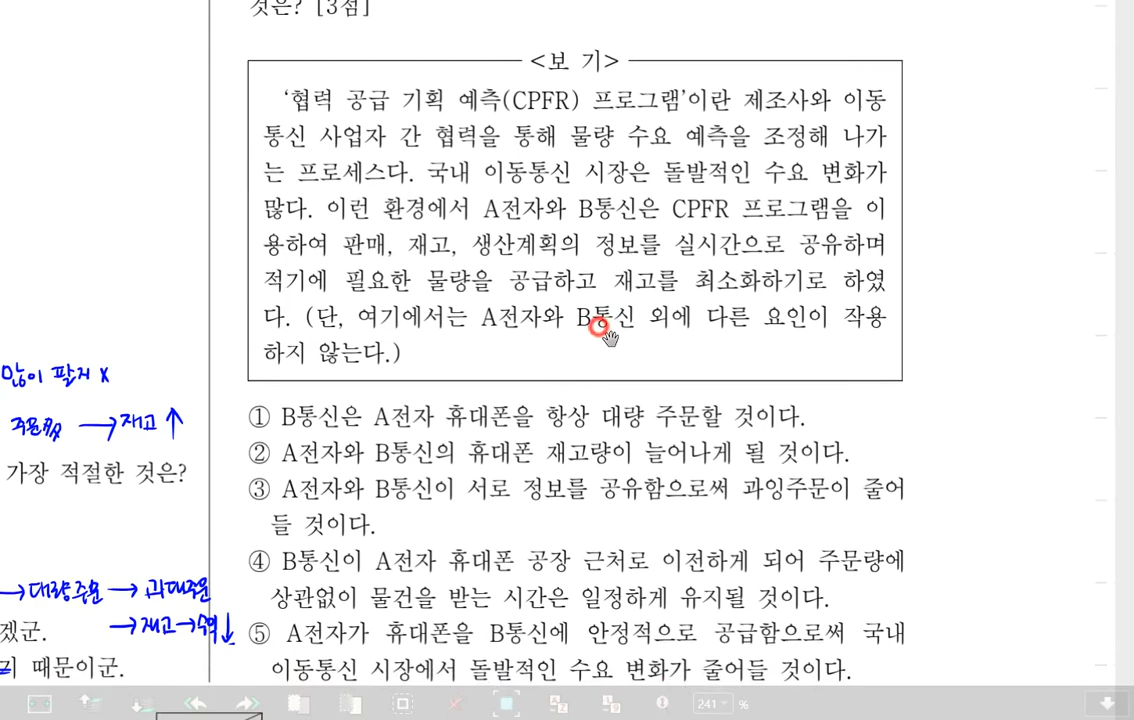 것은? [3점]
<보 기>
‘협력 공급 기획 예측(CPFR) 프로그램’이란 제조사와 이동
통신 사업자 간 협력을 통해 물량 수요 예측을 조정해 나가
는 프로세스다. 국내 이동통신 시장은 돌발적인 수요 변화가
많다. 이런 환경에서 A전자와 B통신은 CPFR 프로그램을 이
용하여 판매, 재고, 생산계획의 정보를 실시간으로 공유하며
적기에 필요한 물량을 공급하고 재고를 최소화하기로 하였
다. (단, 여기에서는 A전자와 B통신 외에 다른 요인이 작용
하지 않는다.)
① B통신은 A전자 휴대폰을 항상 대량 주문할 것이다.
② A전자와 B통신의 휴대폰 재고량이 늘어나게 될 것이다.
③ A전자와 B통신이 서로 정보를 공유함으로써 과잉주문이 줄어
들 것이다.
④ B통신이 A전자 휴대폰 공장 근처로 이전하게 되어 주문량에
상관없이 물건을 받는 시간은 일정하게 유지될 것이다.
⑤ A전자가 휴대폰을 B통신에 안정적으로 공급함으로써 국내
이동통신 시장에서 돌발적인 수요 변화가 줄어들 것이다.
많이 팔지 x
주문多 → 재고 ↑
가장 적절한 것은?
→ 대량주문 → 과대주문
→ 재고 → 수익↓
겠군.
기 때문이군.
241 %